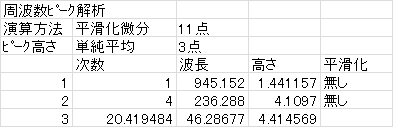 周波数ﾋﾟｰｸ解析
演算方法 平滑化微分 11点
ﾋﾟｰｸ高さ 単純平均 3点
次数 波長 高さ 平滑化
1 1 945.152 1.441157 無し
2 4 236.288 4.1097 無し
3 20.419484 46.28677 4.414569